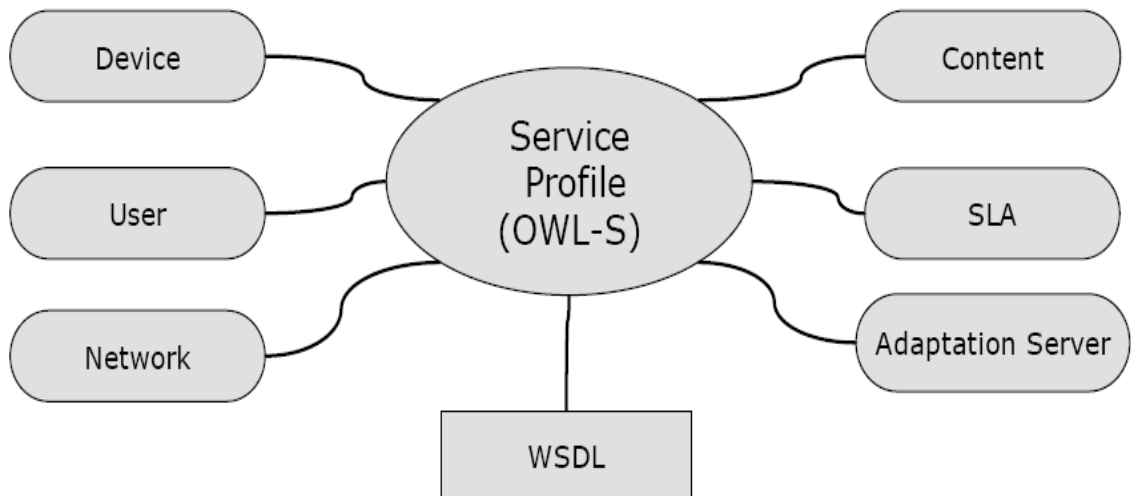 Device
Content
Service
Profile
(OWL-S)
User
SLA
Network
Adaptation Server
WSDL